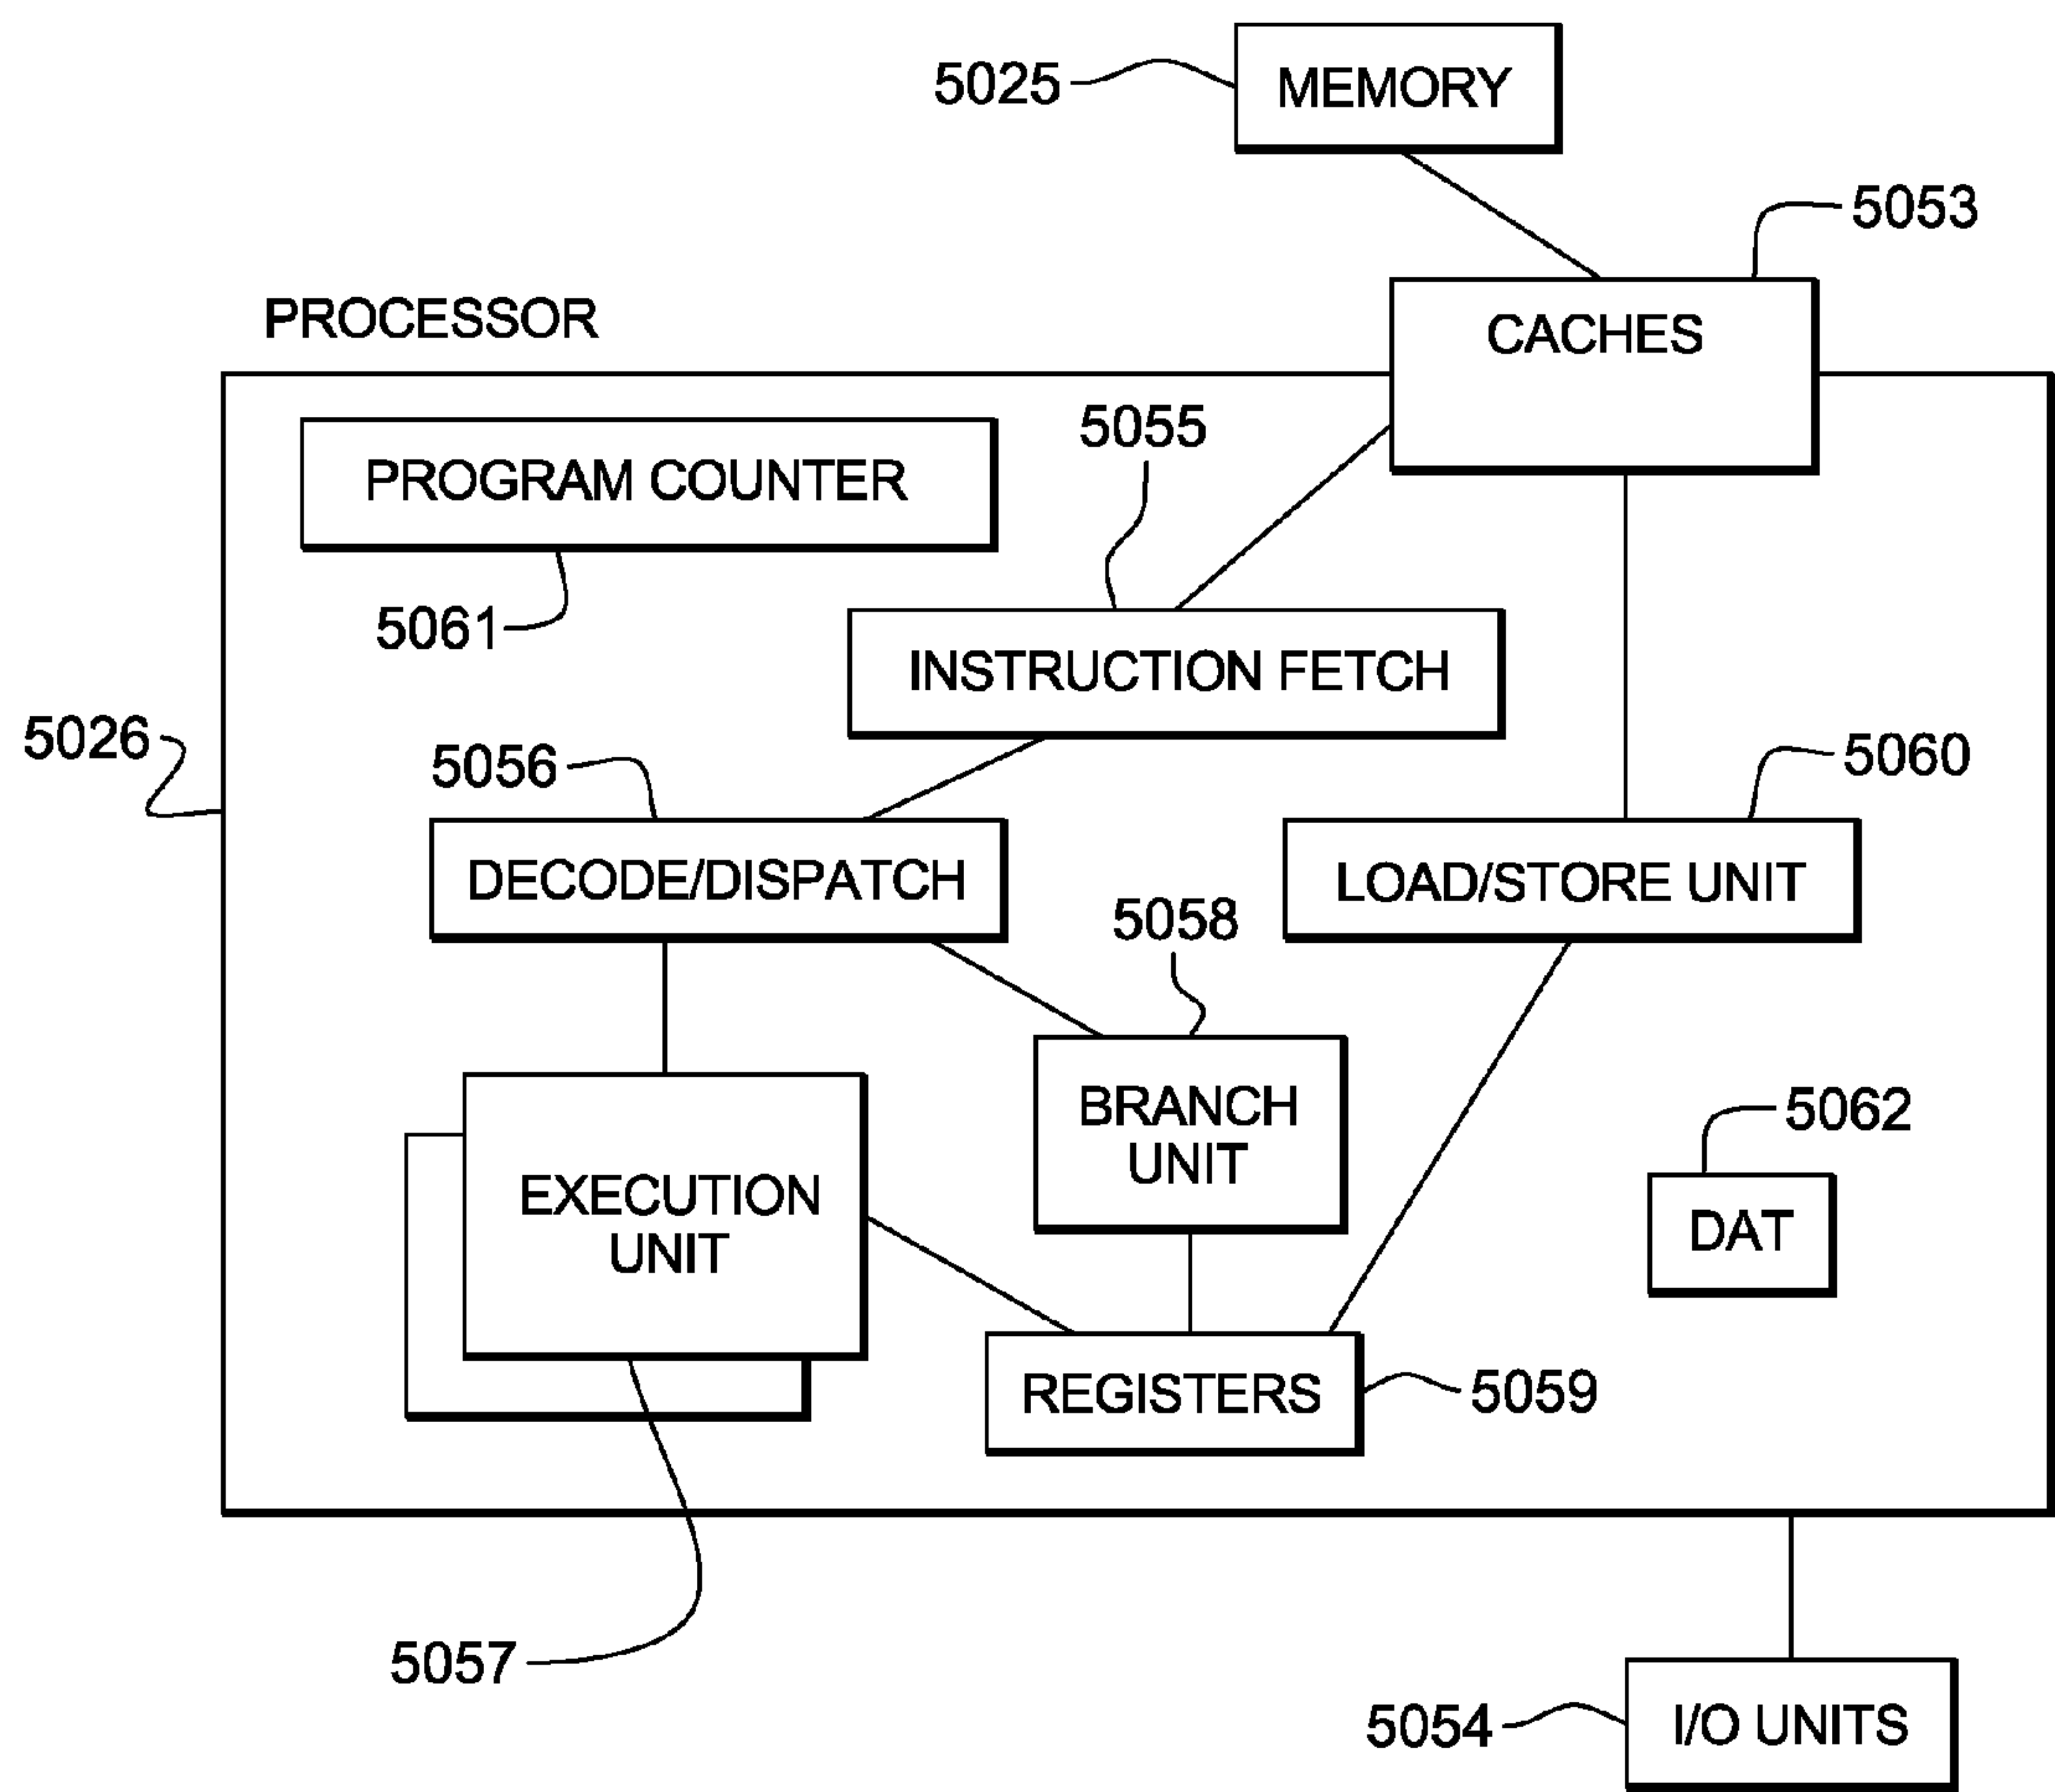 5025
MEMORY
5053
PROCESSOR
CACHES
5055
PROGRAM COUNTER
5061
INSTRUCTION FETCH
5026
5056
5060
DECODE/DISPATCH
LOAD/STORE UNIT
5058
BRANCH
UNIT
5062
EXECUTION
UNIT
DAT
REGISTERS
5059
5057
5054
I/O UNITS